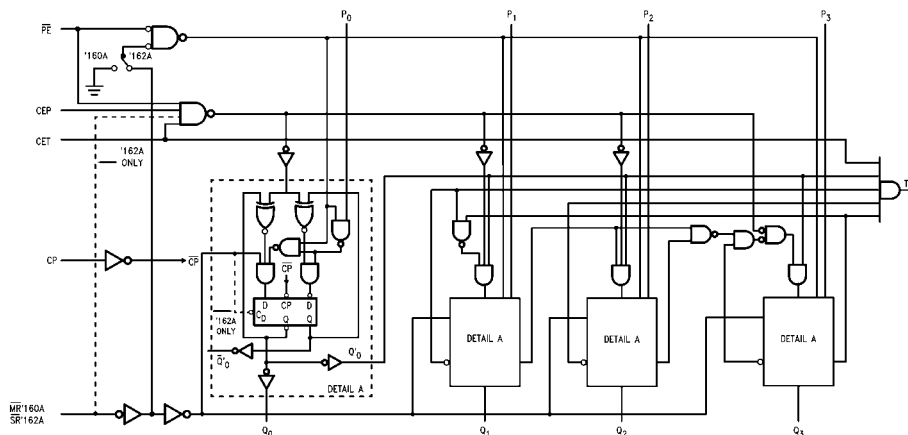 P0
P1
P2
P3
PE
'160A
'162A
CEP
CET
'162A
ONLY
CP
CP
CP
D
CP
D
CD
Q
Q
'162A
ONLY
Q'0
Q'0
DETAIL A
DETAIL A
DETAIL A
DETAIL A
MR'160A
SR'162A
Q0
Q1
Q2
Q3